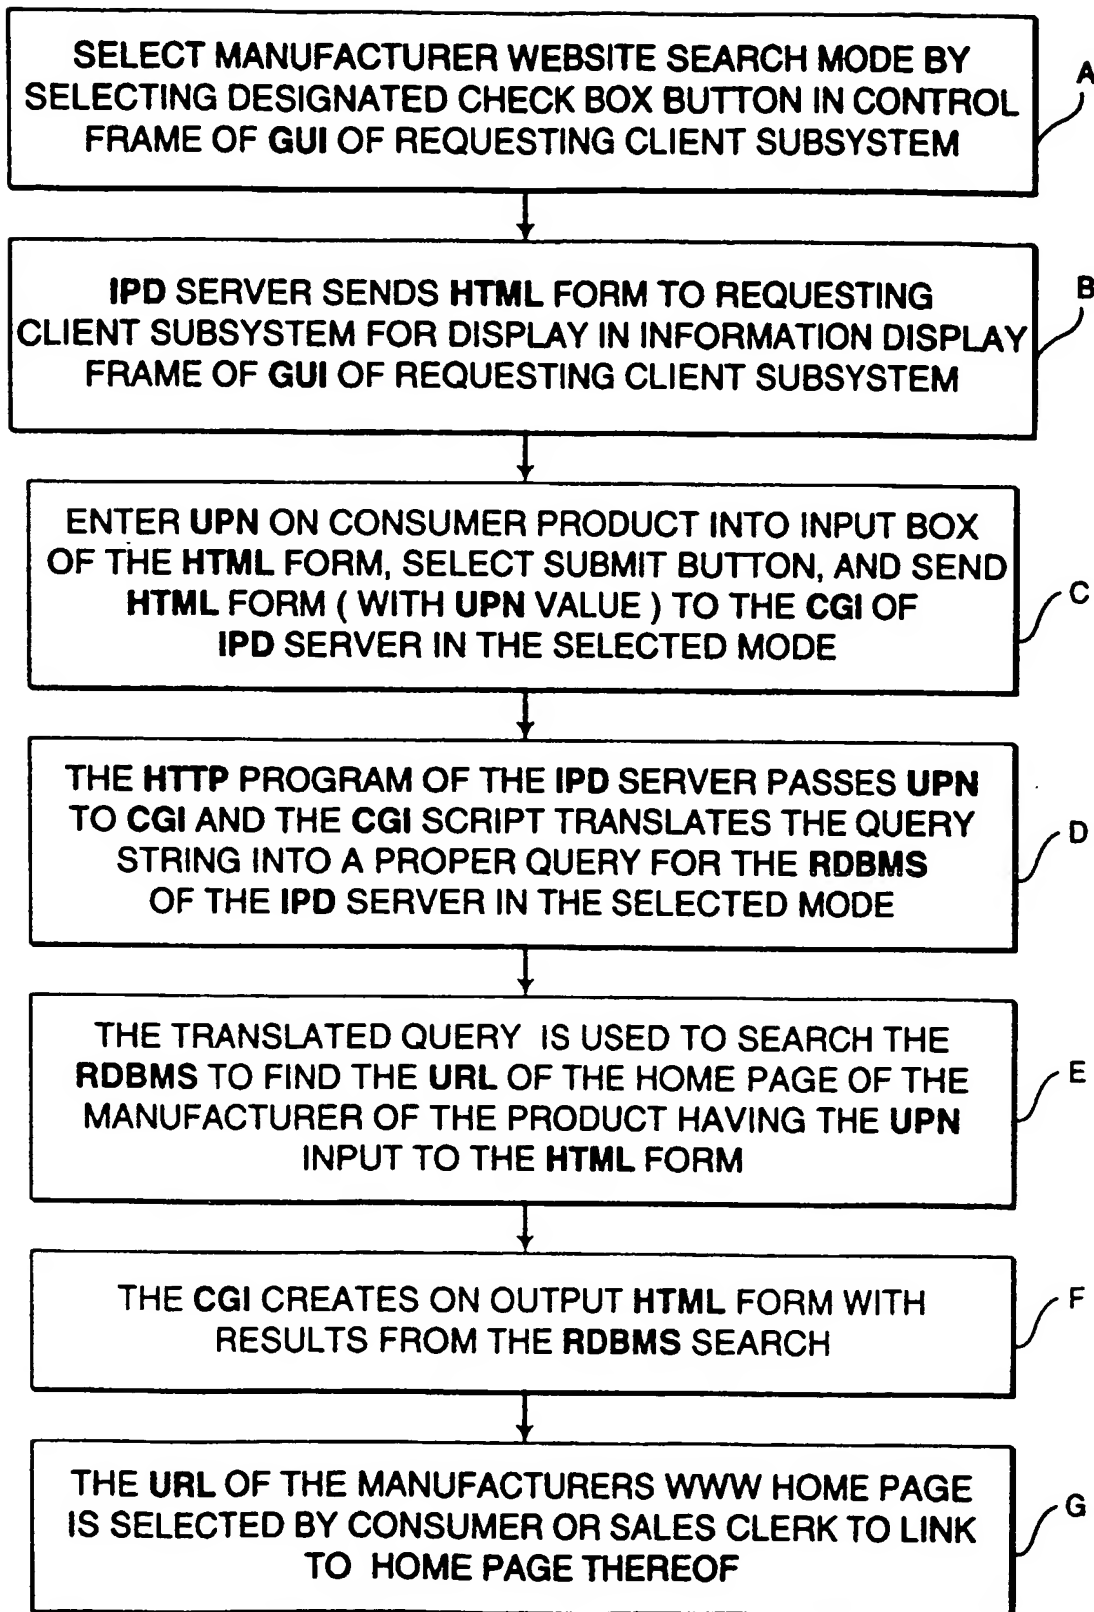 SELECT MANUFACTURER WEBSITE SEARCH MODE BY
SELECTING DESIGNATED CHECK BOX BUTTON IN CONTROL
FRAME OF GUI OF REQUESTING CLIENT SUBSYSTEM
A
IPD SERVER SENDS HTML FORM TO REQUESTING
CLIENT SUBSYSTEM FOR DISPLAY IN INFORMATION DISPLAY
FRAME OF GUI OF REQUESTING CLIENT SUBSYSTEM
B
ENTER UPN ON CONSUMER PRODUCT INTO INPUT BOX
OF THE HTML FORM, SELECT SUBMIT BUTTON, AND SEND
HTML FORM ( WITH UPN VALUE ) TO THE CGI OF
IPD SERVER IN THE SELECTED MODE
C
THE HTTP PROGRAM OF THE IPD SERVER PASSES UPN
TO CGI AND THE CGI SCRIPT TRANSLATES THE QUERY
STRING INTO A PROPER QUERY FOR THE RDBMS
OF THE IPD SERVER IN THE SELECTED MODE
D
THE TRANSLATED QUERY IS USED TO SEARCH THE
RDBMS TO FIND THE URL OF THE HOME PAGE OF THE
MANUFACTURER OF THE PRODUCT HAVING THE UPN
INPUT TO THE HTML FORM
E
THE CGI CREATES ON OUTPUT HTML FORM WITH
RESULTS FROM THE RDBMS SEARCH
F
THE URL OF THE MANUFACTURERS WWW HOME PAGE
IS SELECTED BY CONSUMER OR SALES CLERK TO LINK
TO HOME PAGE THEREOF
G